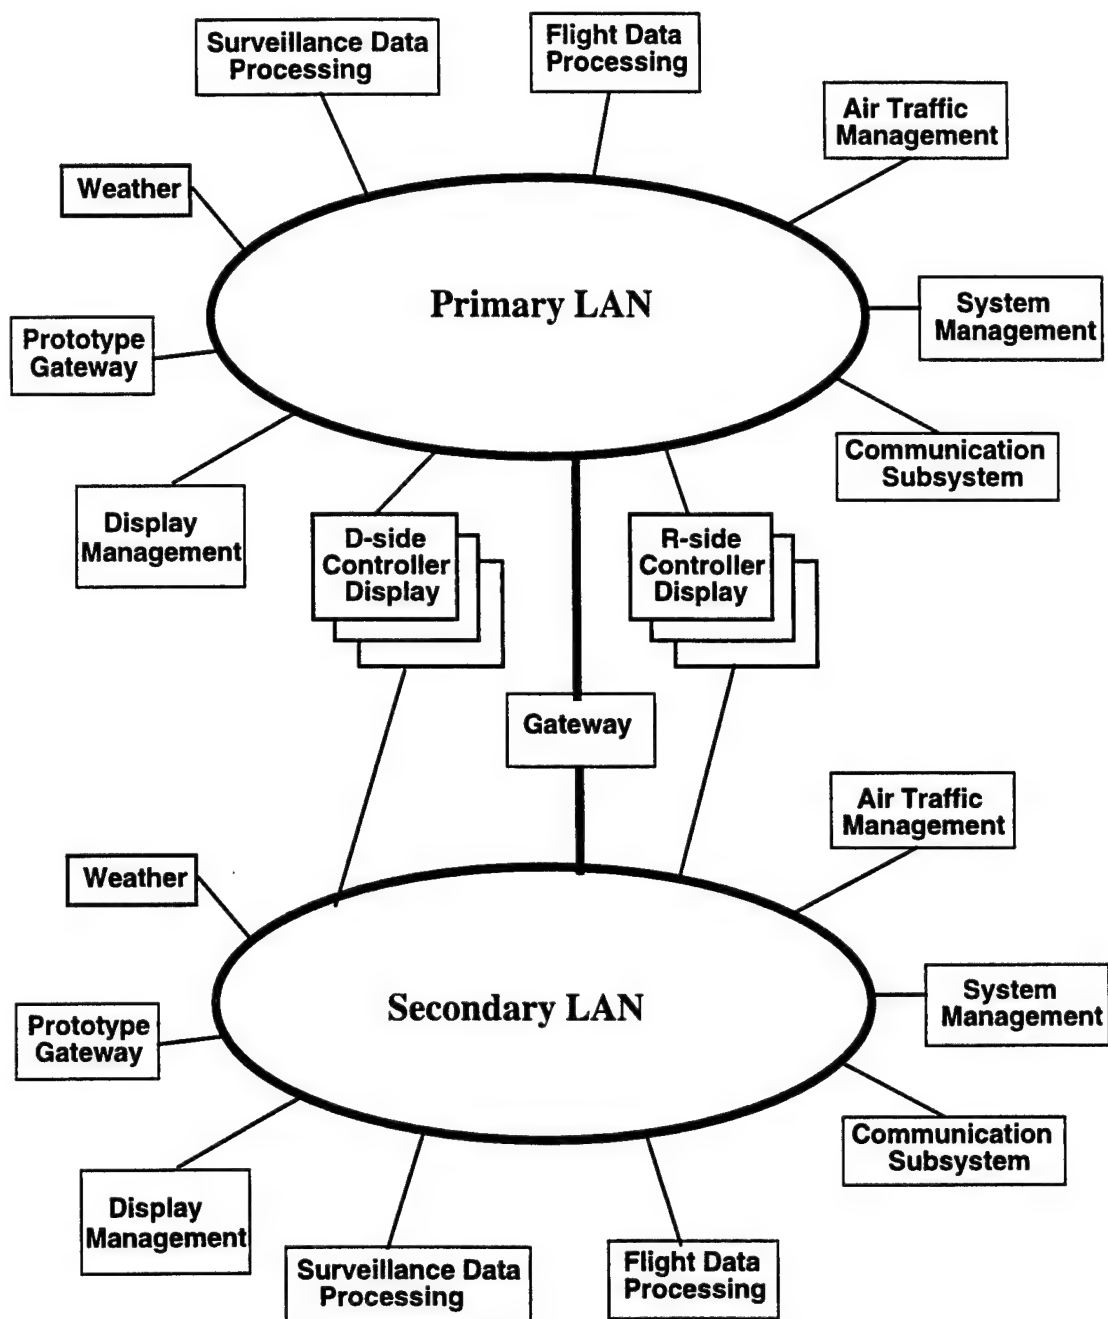 Surveillance Data
Processing
Flight Data
Processing
Air Traffic
Management
Weather
Primary LAN
System
Management
Prototype
Gateway
Communication
Subsystem
Display
Management
D-side
Controller
Display
R-side
Controller
Display
Gateway
Air Traffic
Management
Weather
Secondary LAN
System
Management
Prototype
Gateway
Communication
Subsystem
Display
Management
Surveillance Data
Processing
Flight Data
Processing